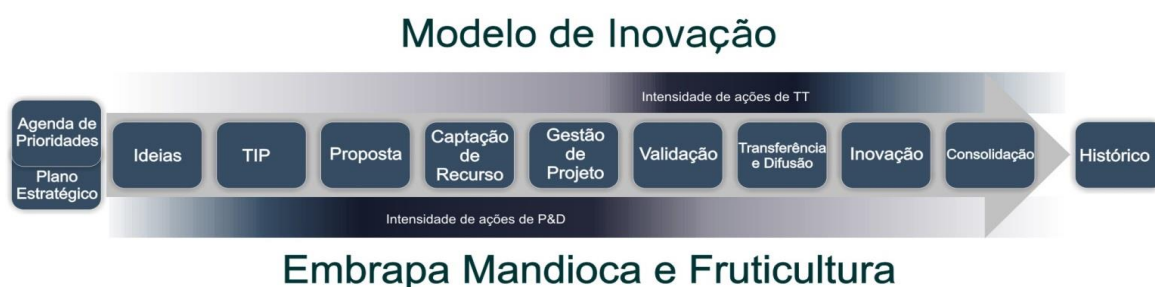 Modelo de Inovação
Intensidade de ações de TT
Agenda de
Prioridades
Plano
Estratégico
Ideias
TIP
Proposta
Captação
de
Recurso
Gestão
de
Projeto
Validação
Transferência
e Difusão
Inovação
Consolidação
Histórico
Intensidade de ações de P&D
Embrapa Mandioca e Fruticultura